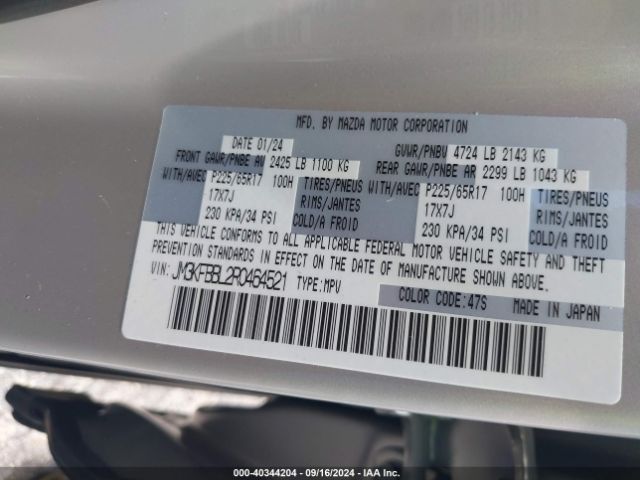 MFD. BY MAZDA MOTOR CORPORATION
DATE 01/24 GVWR/PNBV 4724 LB 2143 KG
FRONT GAWR/PNBE AV 2425 LB 1100 KG REAR GAWR/PNBE AR 2299 LB 1043 KG
WITH/AVEC P225/65R17 100H TIRES/PNEUS WITH/AVEC P225/65R17 100H TIRES/PNEUS
17X7J RIMS/JANTES 17X7J RIMS/JANTES
230 KPA/34 PSI COLD/A FROID 230 KPA/34 PSI COLD/A FROID
THIS VEHICLE CONFORMS TO ALL APPLICABLE FEDERAL MOTOR VEHICLE SAFETY AND THEFT
PREVENTION STANDARDS IN EFFECT ON THE DATE OF MANUFACTURE SHOWN ABOVE.
VIN: JM3KFBBL2R0464521 TYPE:MPV
COLOR CODE:47S MADE IN JAPAN
000-40344204 - 09/16/2024 - IAA Inc.